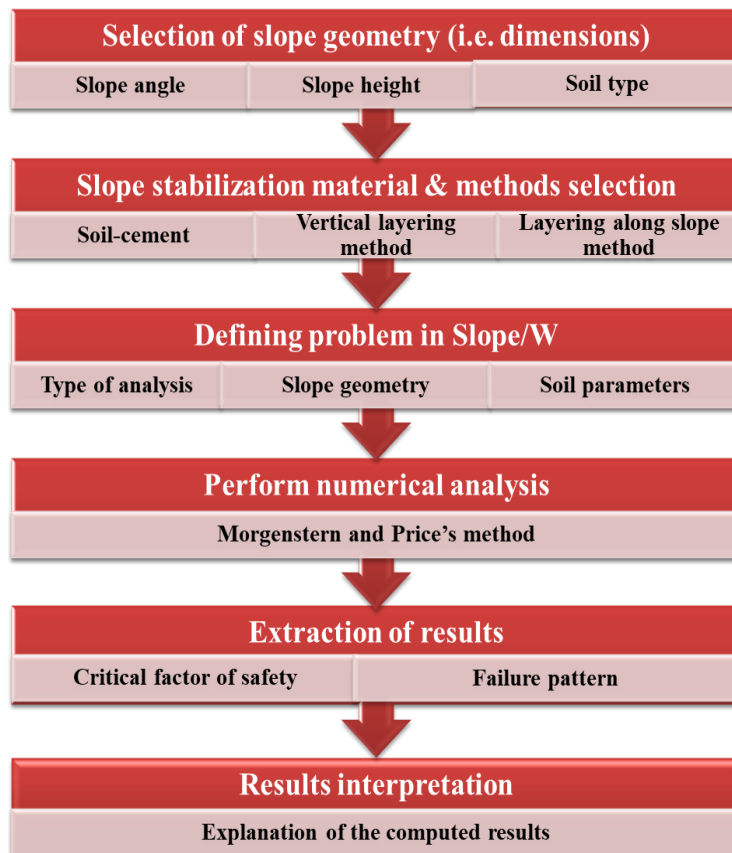 Selection of slope geometry (i.e. dimensions)
Slope angle
Slope height
Soil type
Slope stabilization material & methods selection
Soil-cement
Vertical layering
method
Layering along slope
method
Defining problem in Slope/W
Type of analysis
Slope geometry
Soil parameters
Perform numerical analysis
Morgenstern and Price’s method
Extraction of results
Critical factor of safety
Failure pattern
Results interpretation
Explanation of the computed results